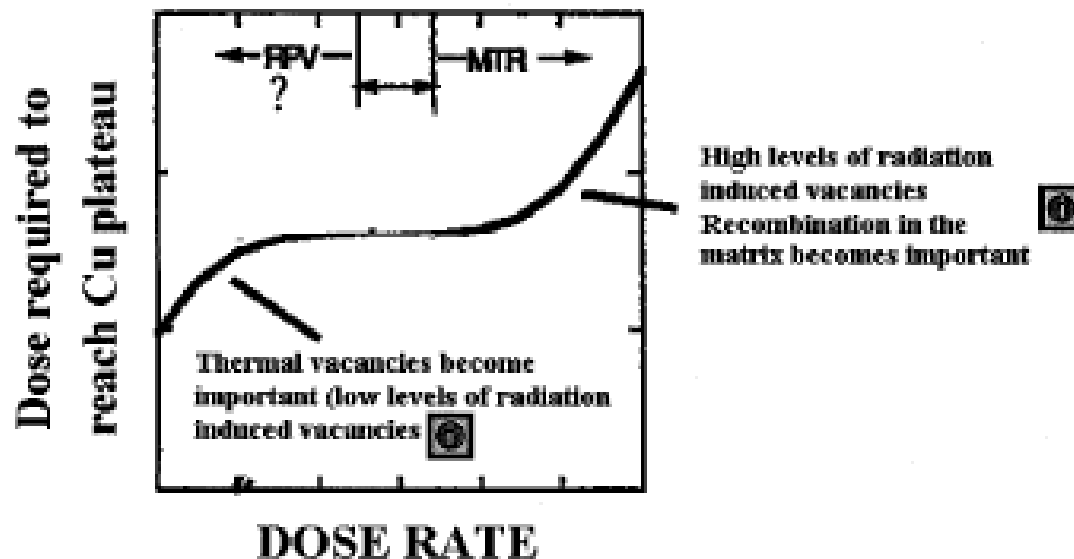 RPV
MTR
?
Dose required to
reach Cu plateau
High levels of radiation
induced vacancies
Recombination in the
matrix becomes important
Thermal vacancies become
important (low levels of radiation
induced vacancies
DOSE RATE